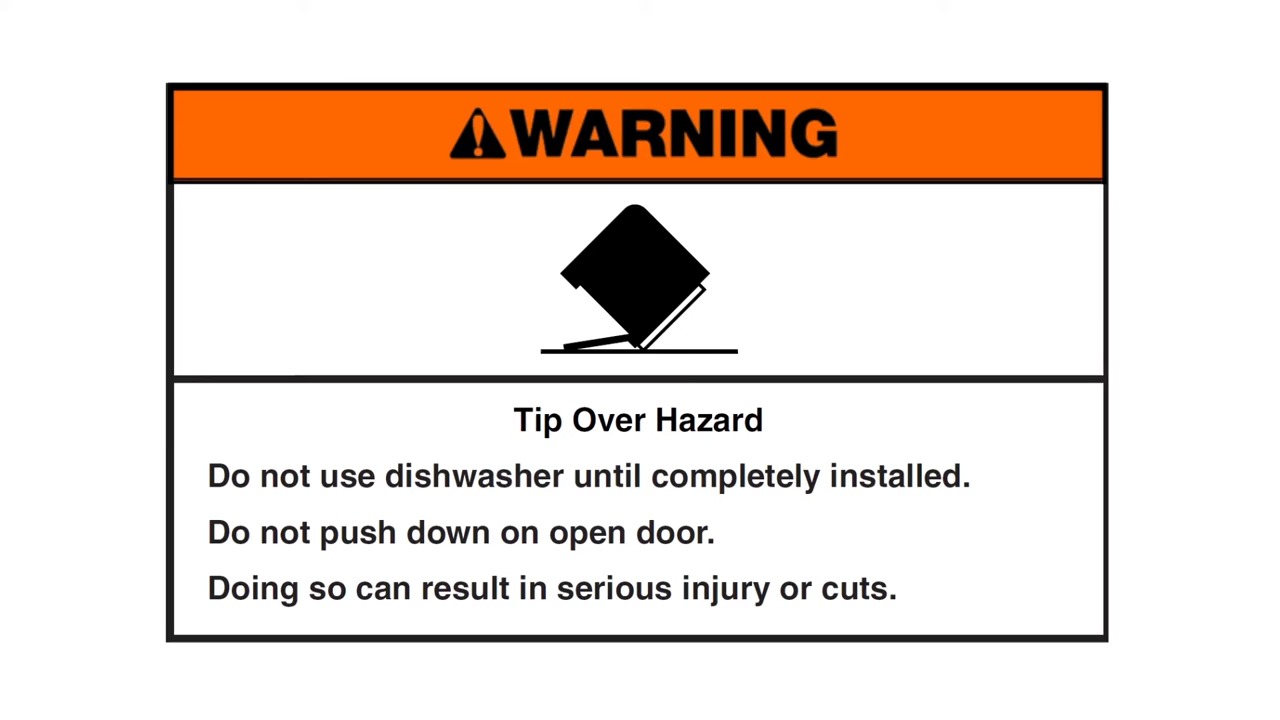 WARNING
Tip Over Hazard
Do not use dishwasher until completely installed.
Do not push down on open door.
Doing so can result in serious injury or cuts.